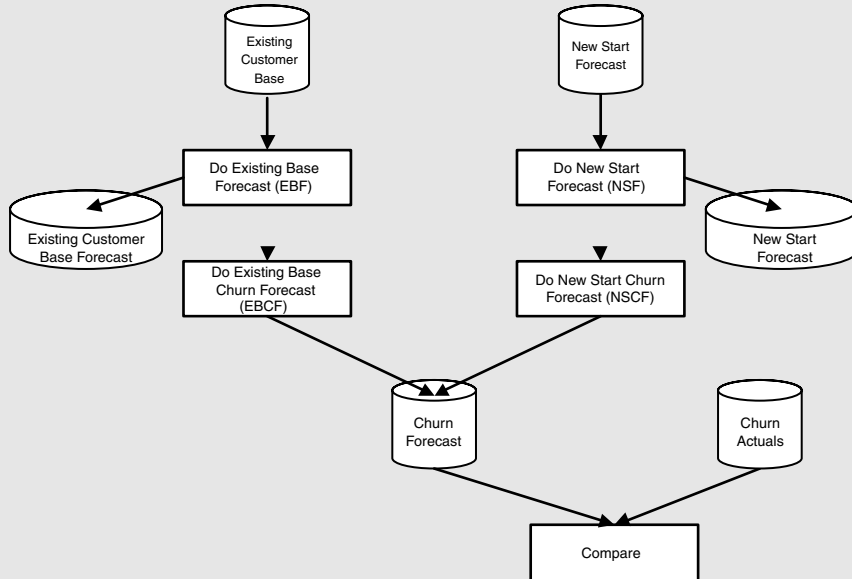 Existing
Customer
Base
New Start
Forecast
Do Existing Base
Forecast (EBF)
Do New Start
Forecast (NSF)
Existing Customer
Base Forecast
New Start
Forecast
Do Existing Base
Churn Forecast
(EBCF)
Do New Start Churn
Forecast (NSCF)
Churn
Forecast
Churn
Actuals
Compare